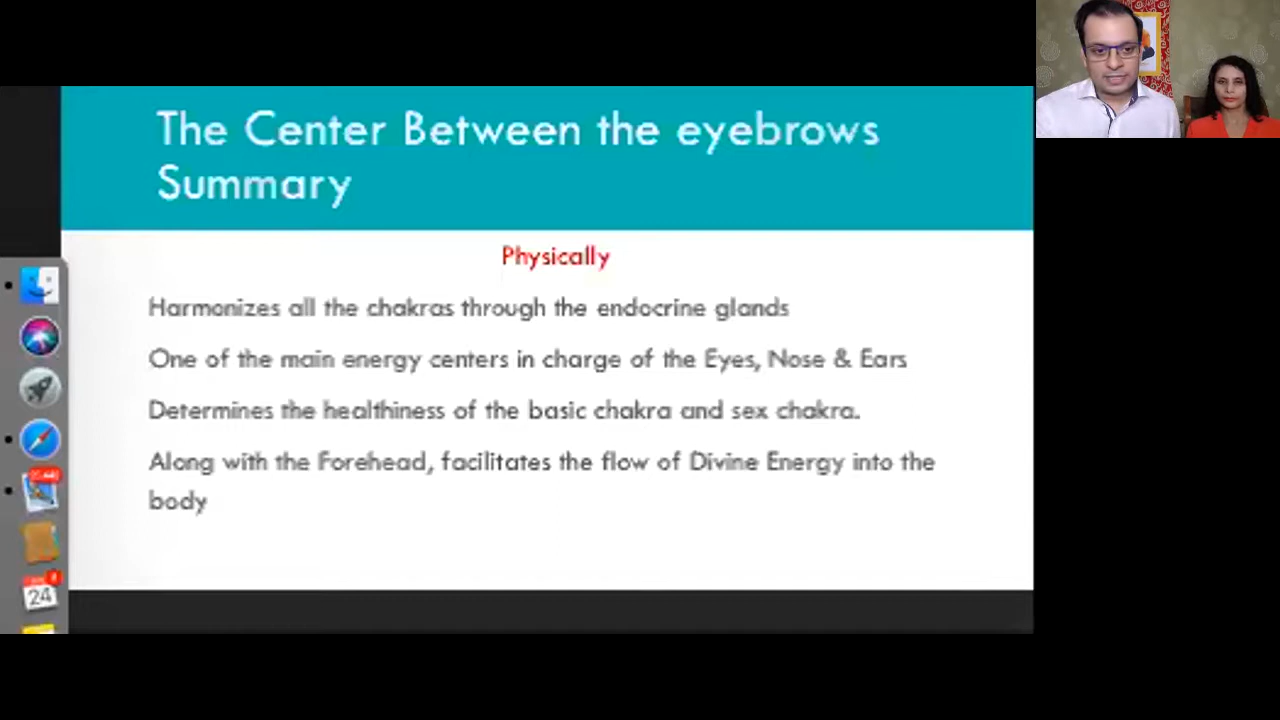 The Center Between the eyebrows
Summary
Physically
Harmonizes all the chakras through the endocrine glands
One of the main energy centers in charge of the Eyes, Nose & Ears
Determines the healthiness of the basic chakra and sex chakra.
Along with the Forehead, facilitates the flow of Divine Energy into the
body
24